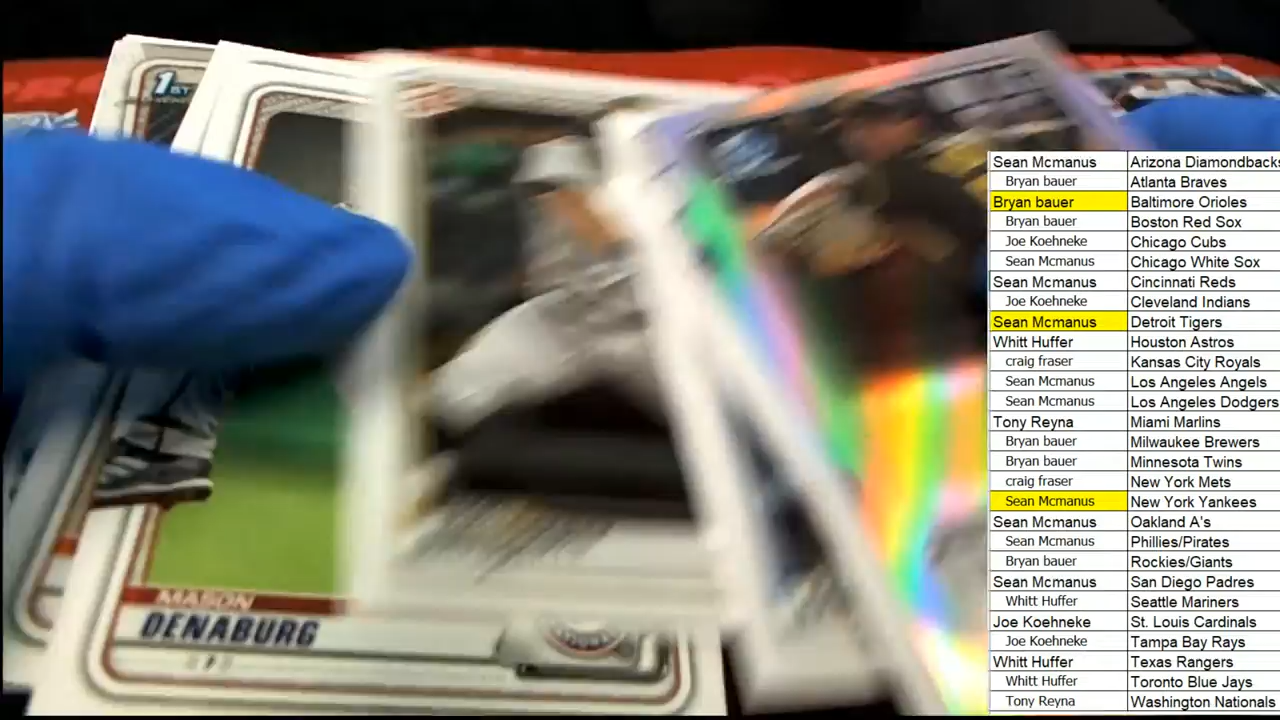 1ST
Sean Mcmanus Arizona Diamondbacks
Bryan bauer Atlanta Braves
Bryan bauer Baltimore Orioles
Bryan bauer Boston Red Sox
Joe Koehneke Chicago Cubs
Sean Mcmanus Chicago White Sox
Sean Mcmanus Cincinnati Reds
Joe Koehneke Cleveland Indians
Sean Mcmanus Detroit Tigers
Whitt Huffer Houston Astros
craig fraser Kansas City Royals
Sean Mcmanus Los Angeles Angels
Sean Mcmanus Los Angeles Dodgers
Tony Reyna Miami Marlins
Bryan bauer Milwaukee Brewers
Bryan bauer Minnesota Twins
craig fraser New York Mets
Sean Mcmanus New York Yankees
Sean Mcmanus Oakland A's
Sean Mcmanus Phillies/Pirates
Bryan bauer Rockies/Giants
Sean Mcmanus San Diego Padres
Whitt Huffer Seattle Mariners
Joe Koehneke St. Louis Cardinals
Joe Koehneke Tampa Bay Rays
Whitt Huffer Texas Rangers
Whitt Huffer Toronto Blue Jays
Tony Reyna Washington Nationals
MASON
DENABURG